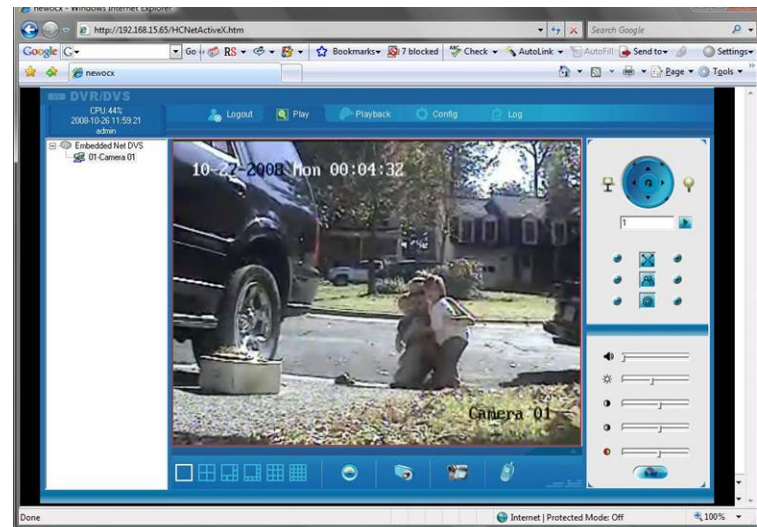 newocx - Windows Internet Explorer
http://192.168.15.65/HCNetActiveX.htm
Search Google
Google G Go RS Bookmarks 7 blocked Check AutoLink AutoFill Send to Settings
newocx Page Tools
DVR/DVS
CPU:44%
2008-10-26 11:59:21
admin
Logout Play Playback Config Log
Embedded Net DVS
01-Camera 01
10-27-2008 Mon 00:04:32
1
Camera 01
Done Internet | Protected Mode: Off 100%